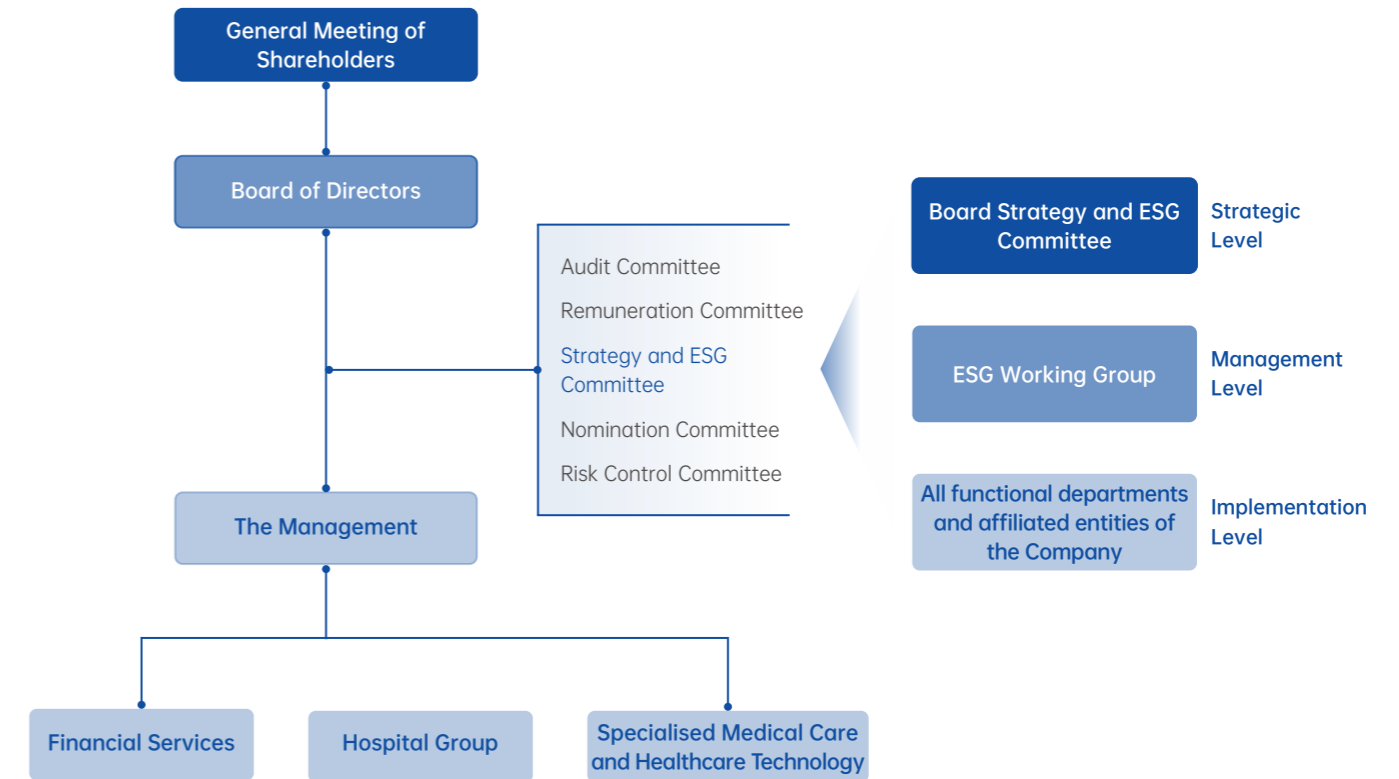 General Meeting of
Shareholders
Board of Directors
Audit Committee
Remuneration Committee
Strategy and ESG
Committee
Nomination Committee
Risk Control Committee
Board Strategy and ESG
Committee
Strategic
Level
ESG Working Group
Management
Level
All functional departments
and affiliated entities of
the Company
Implementation
Level
The Management
Financial Services
Hospital Group
Specialised Medical Care
and Healthcare Technology